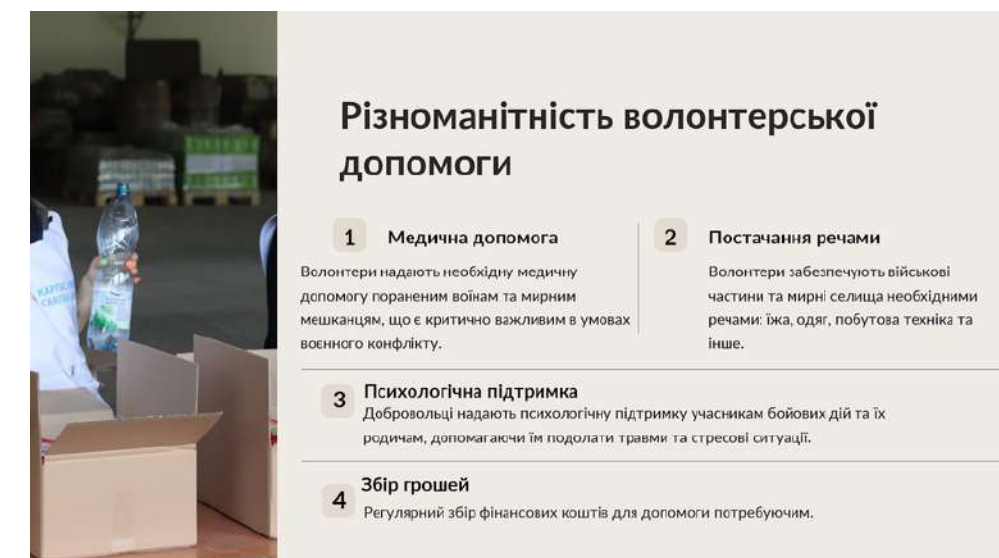 Різноманітність волонтерської
допомоги
1 Медична допомога
Волонтери надають необхідну медичну
допомогу пораненим воїнам та мирним
мешканцям, що є критично важливим в умовах
воєнного конфлікту.
2 Постачання речами
Волонтери забезпечують військові
частини та мирні селища необхідними
речами: їжа, одяг, побутова техніка та
інше.
3 Психологічна підтримка
Добровольці надають психологічну підтримку учасникам бойових дій та їх
родичам, допомагаючи їм подолати травми та стресові ситуації.
4 Збір грошей
Регулярний збір фінансових коштів для допомоги потребуючим.